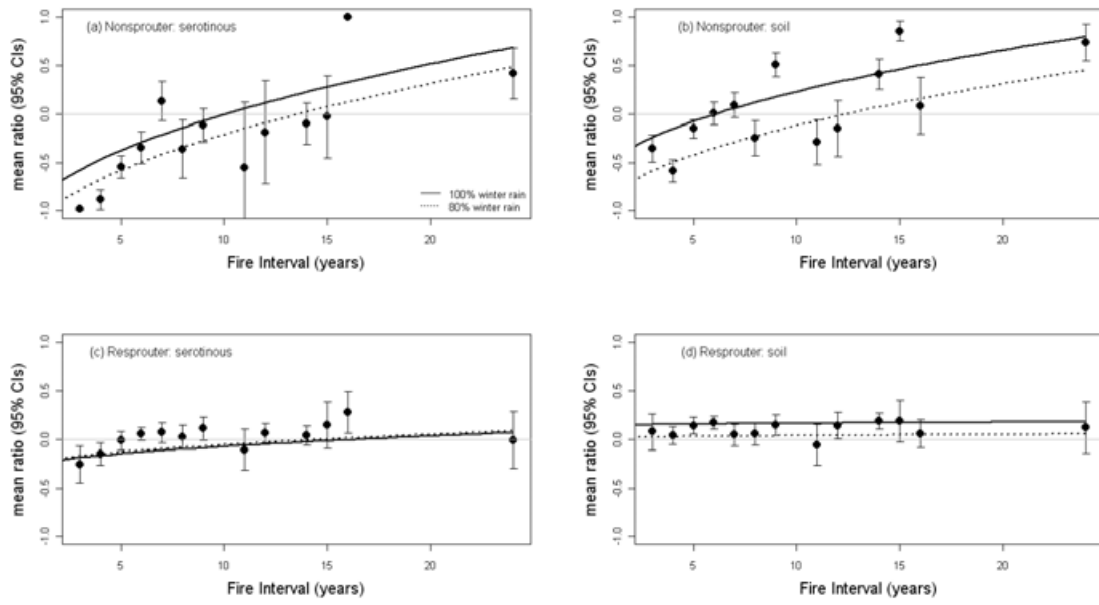 (a) Nonsprouter: serotinous
mean ratio (95% CIs)
1.0
0.5
0.0
-0.5
-1.0
100% winter rain
80% winter rain
5 10 15 20
Fire Interval (years)
(b) Nonsprouter: soil
mean ratio (95% CIs)
1.0
0.5
0.0
-0.5
-1.0
5 10 15 20
Fire Interval (years)
(c) Resprouter: serotinous
mean ratio (95% CIs)
1.0
0.5
0.0
-0.5
-1.0
5 10 15 20
Fire Interval (years)
(d) Resprouter: soil
mean ratio (95% CIs)
1.0
0.5
0.0
-0.5
-1.0
5 10 15 20
Fire Interval (years)